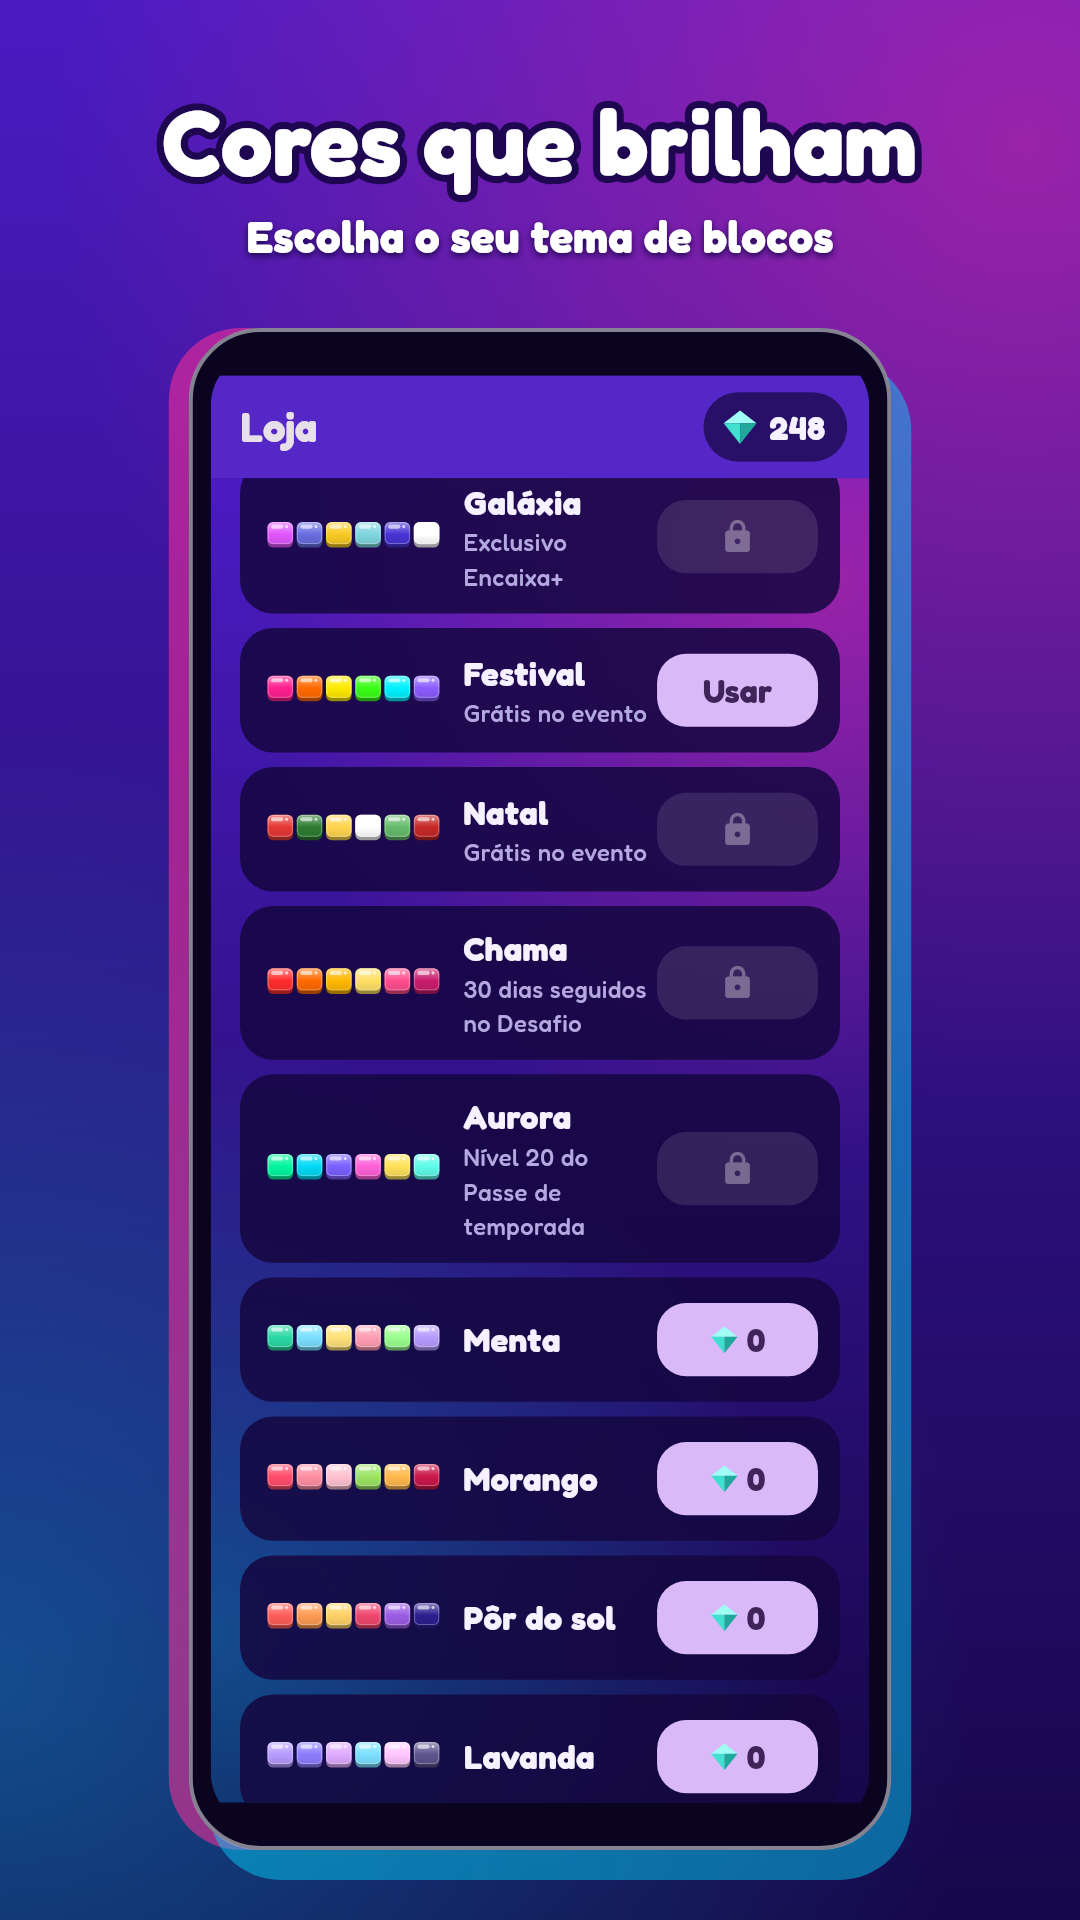 Cores que brilham
Escolha o seu tema de blocos
Loja
248
Galáxia
Exclusivo
Encaixa+
Festival
Grátis no evento
Usar
Natal
Grátis no evento
Chama
30 dias seguidos
no Desafio
Aurora
Nível 20 do
Passe de
temporada
Menta
0
Morango
0
Pôr do sol
0
Lavanda
0